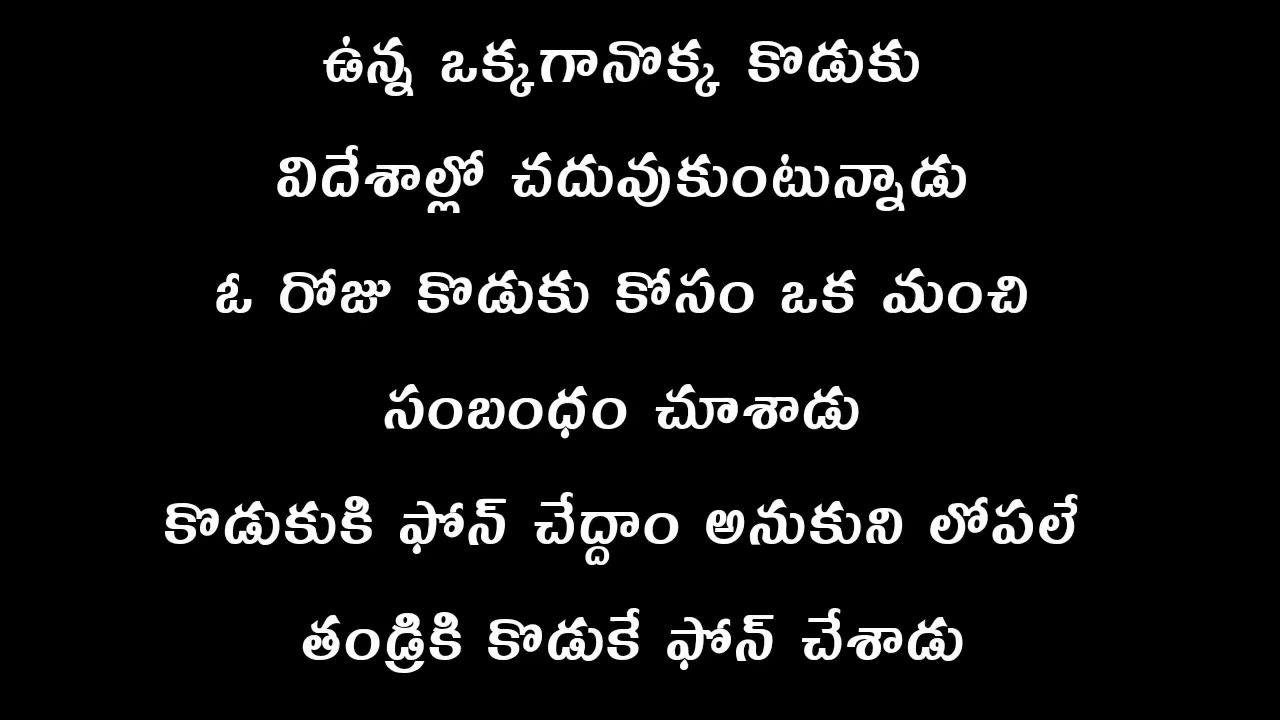 ఉన్న ఒక్కగానొక్క కొడుకు
విదేశాల్లో చదువుకుంటున్నాడు
ఓ రోజు కొడుకు కోసం ఒక మంచి
సంబంధం చూశాడు
కొడుకుకి ఫోన్ చేద్దాం అనుకుని లోపలే
తండ్రికి కొడుకే ఫోన్ చేశాడు